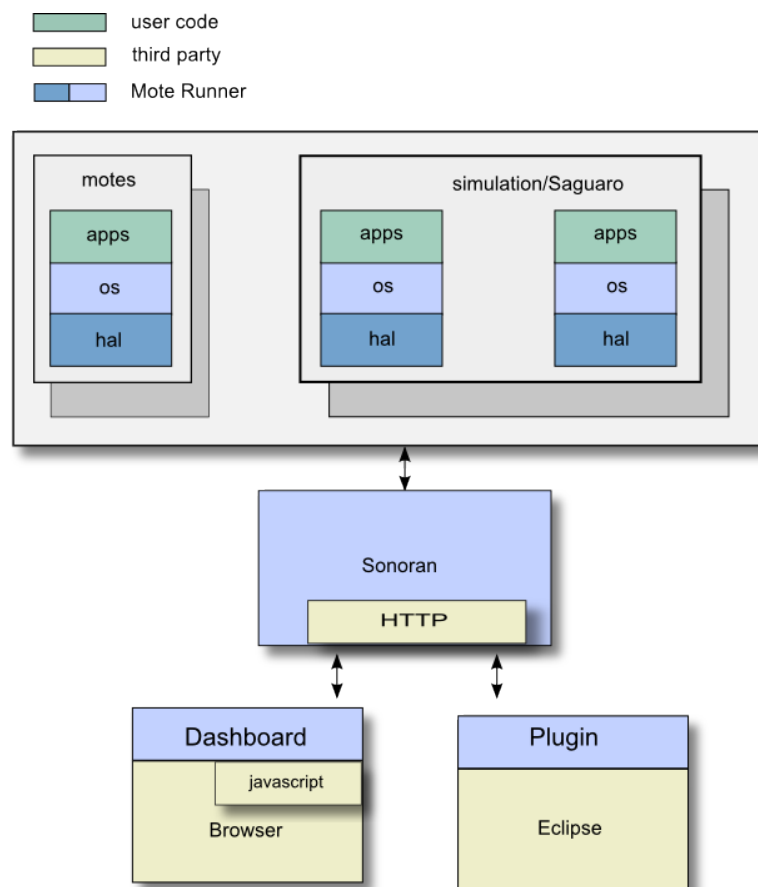 user code
third party
Mote Runner
motes
simulation/Saguaro
apps
apps
apps
os
os
os
hal
hal
hal
Sonoran
HTTP
Dashboard
Plugin
javascript
Browser
Eclipse